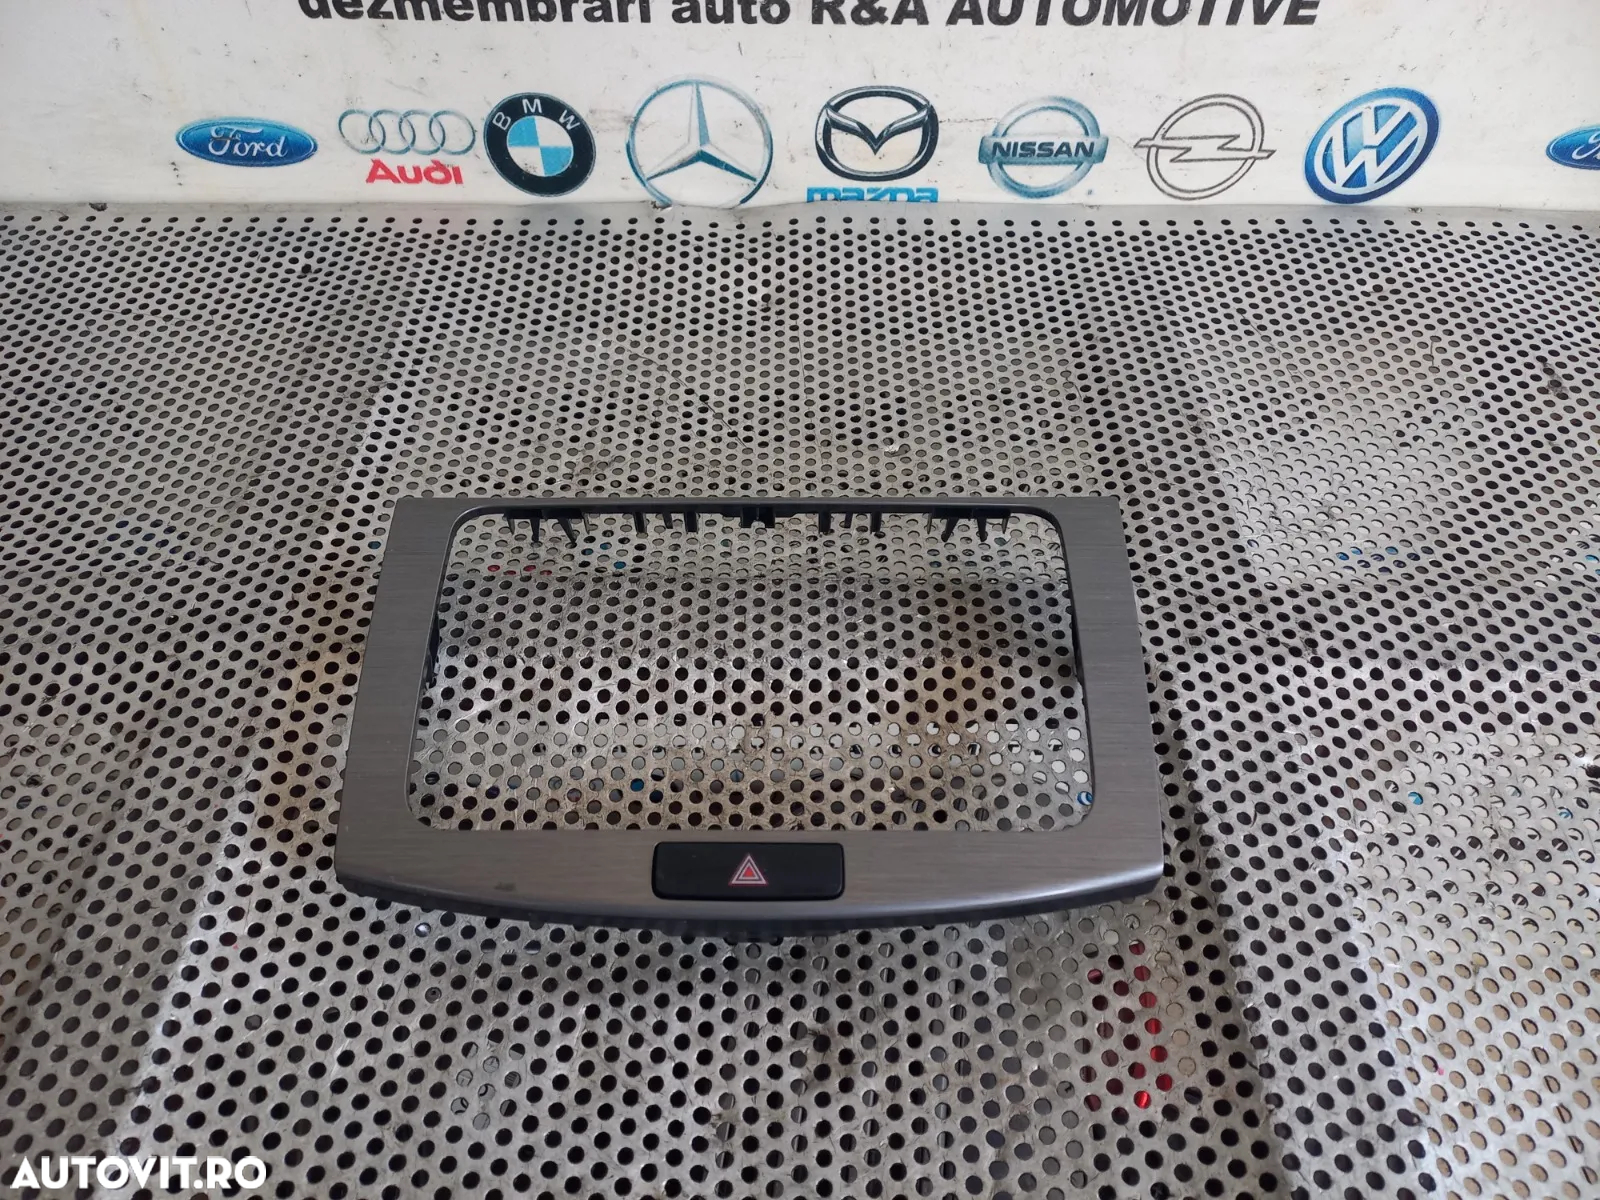 dezmembrari auto R&A AUTOMOTIVE
Ford
Audi
BMW
mazda
NISSAN
AUTOVIT.RO